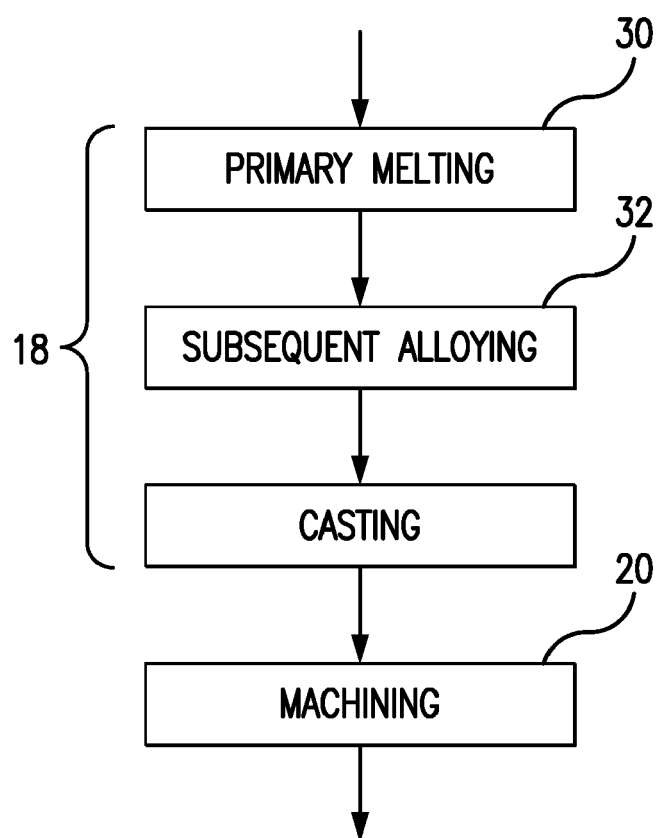 30
PRIMARY MELTING
32
18
SUBSEQUENT ALLOYING
CASTING
20
MACHINING